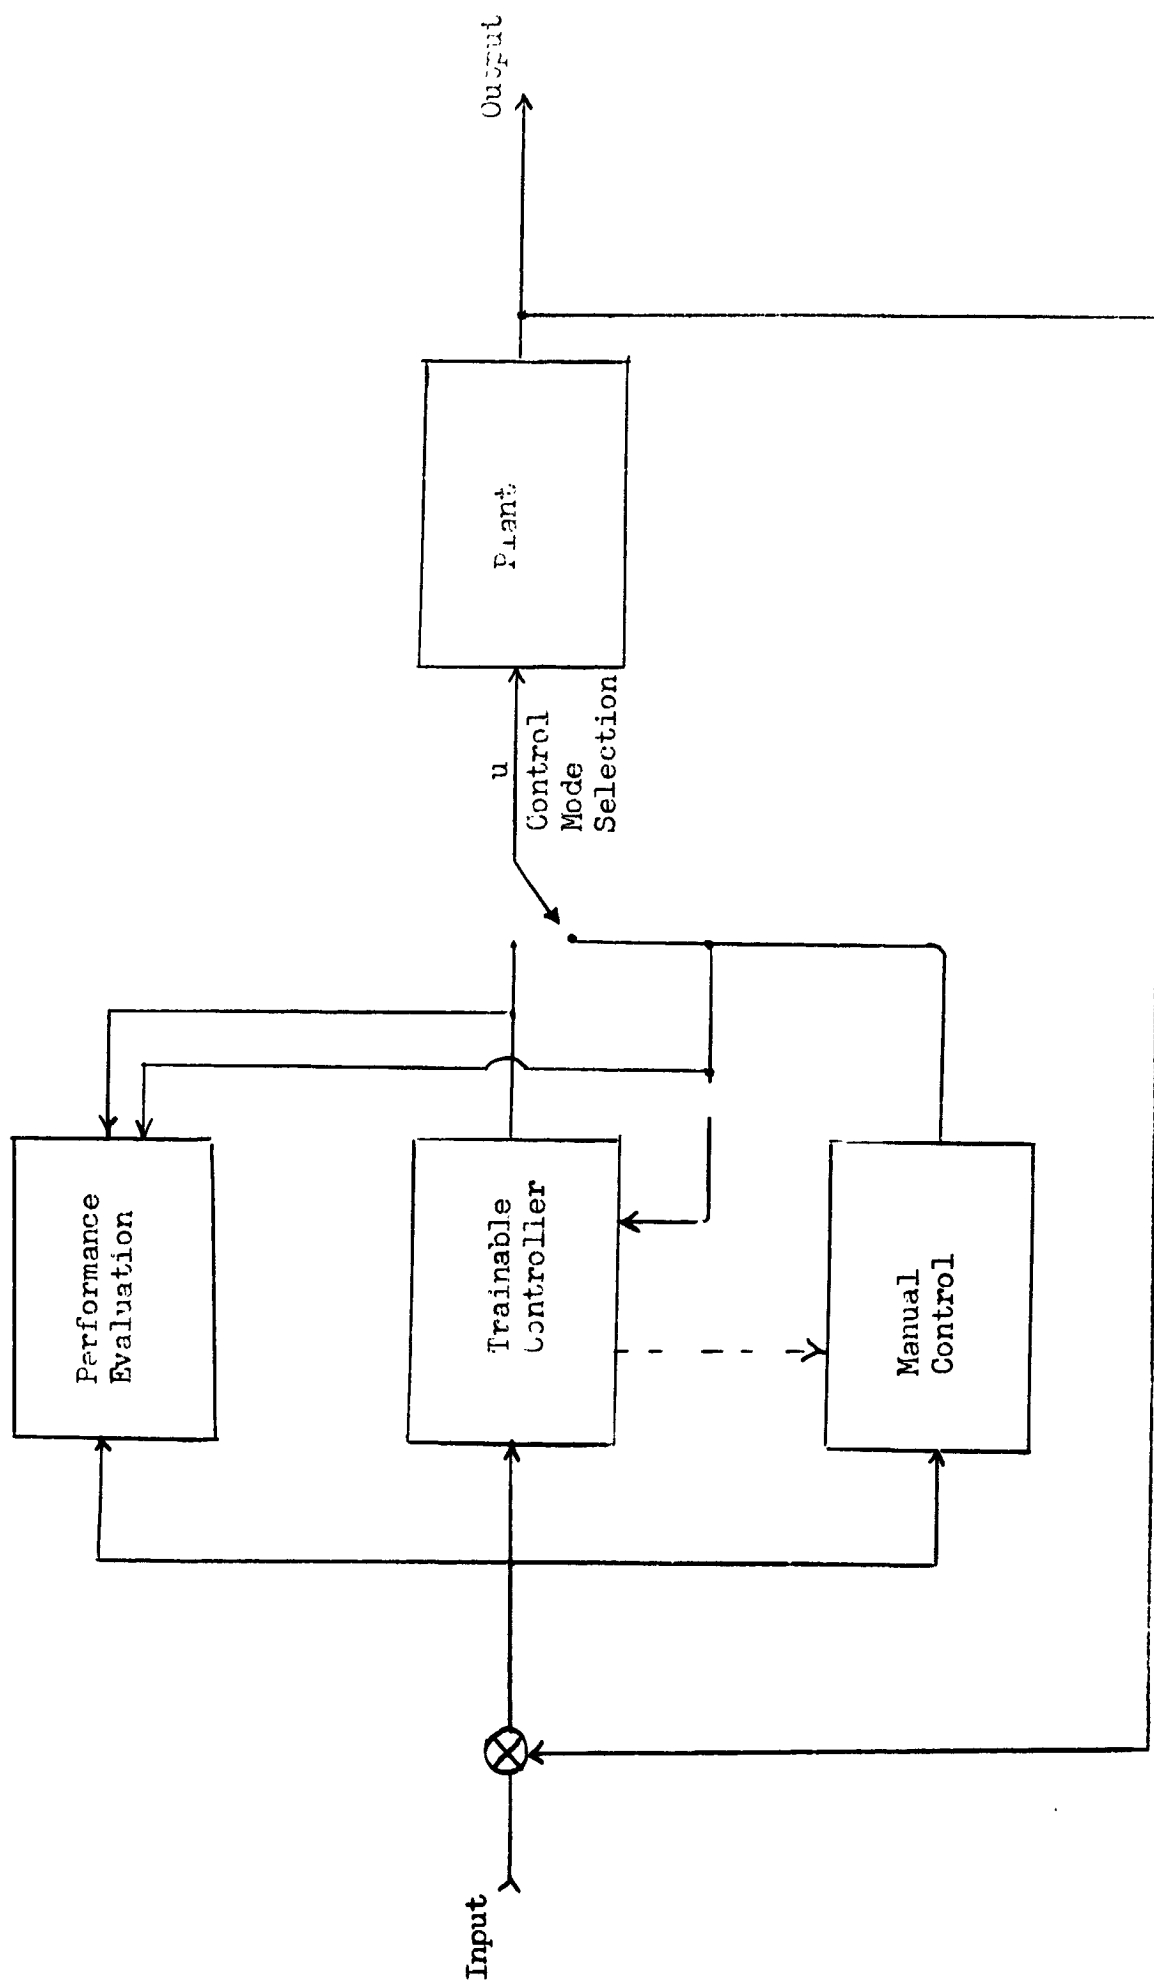 Input
Performance
Evaluation
Trainable
Controller
Manual
Control
u
Control
Mode
Selection
Plant
Output